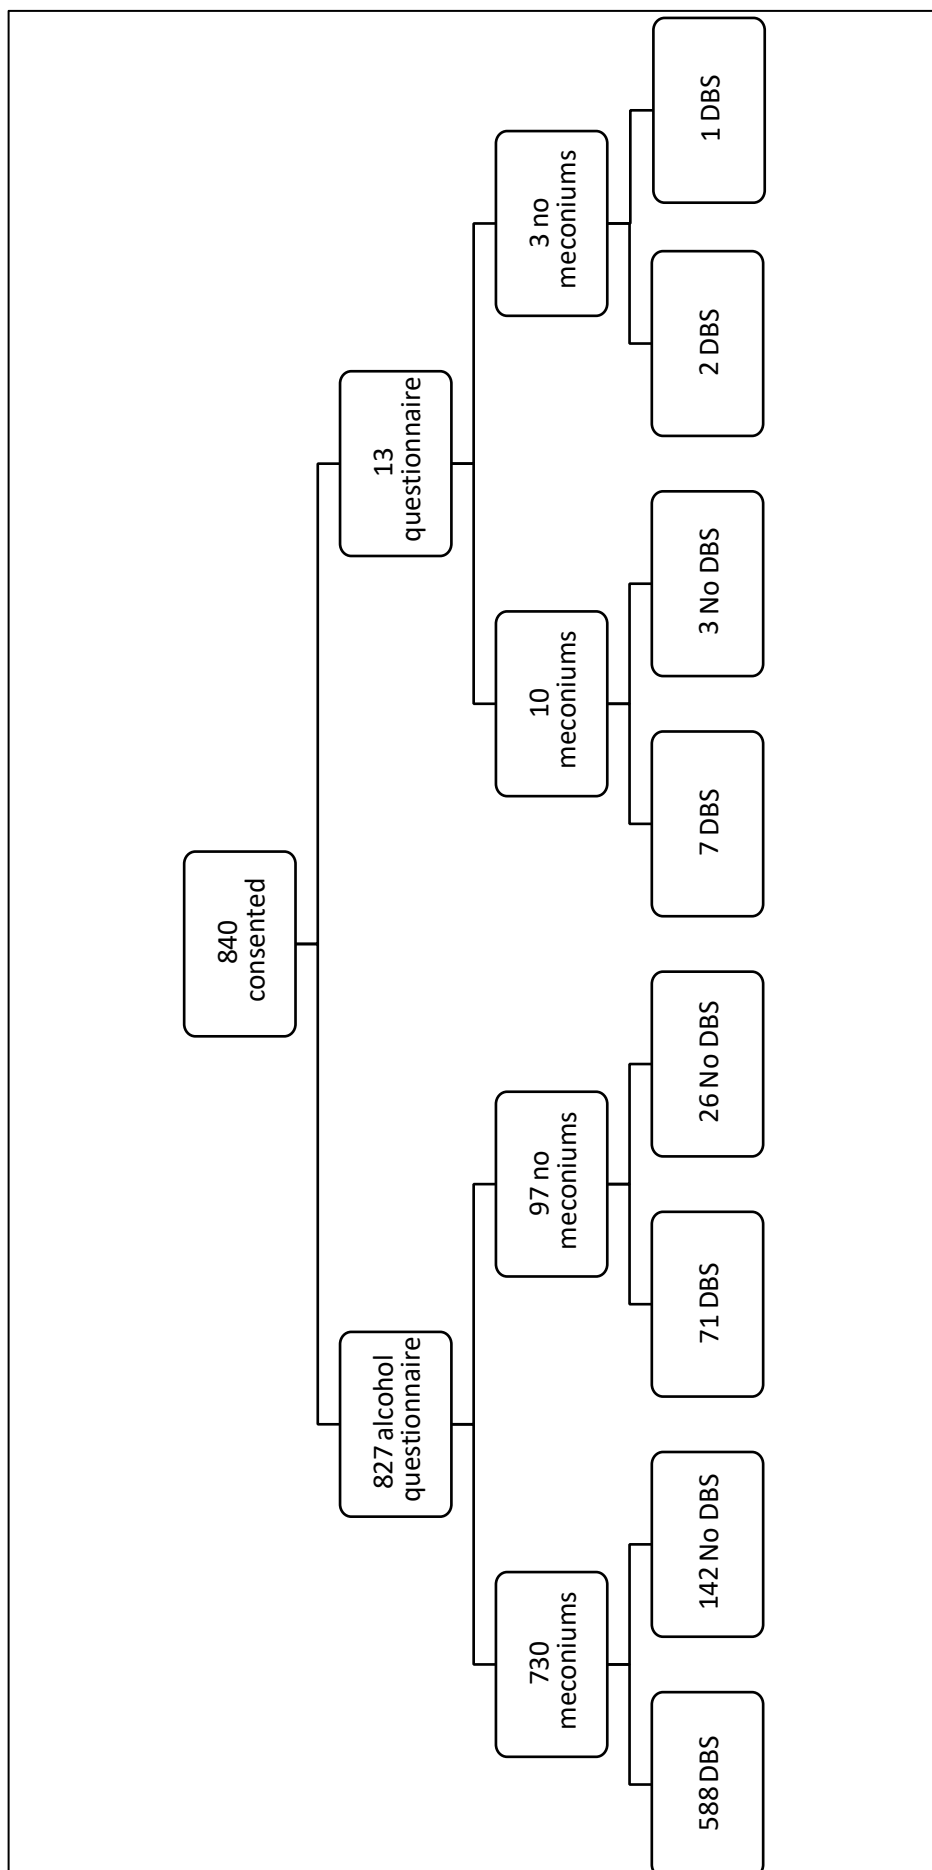 840
consented
827 alcohol
questionnaire
13
questionnaire
730
meconiums
97 no
meconiums
10
meconiums
3 no
meconiums
588 DBS
142 No DBS
71 DBS
26 No DBS
7 DBS
3 No DBS
2 DBS
1 DBS